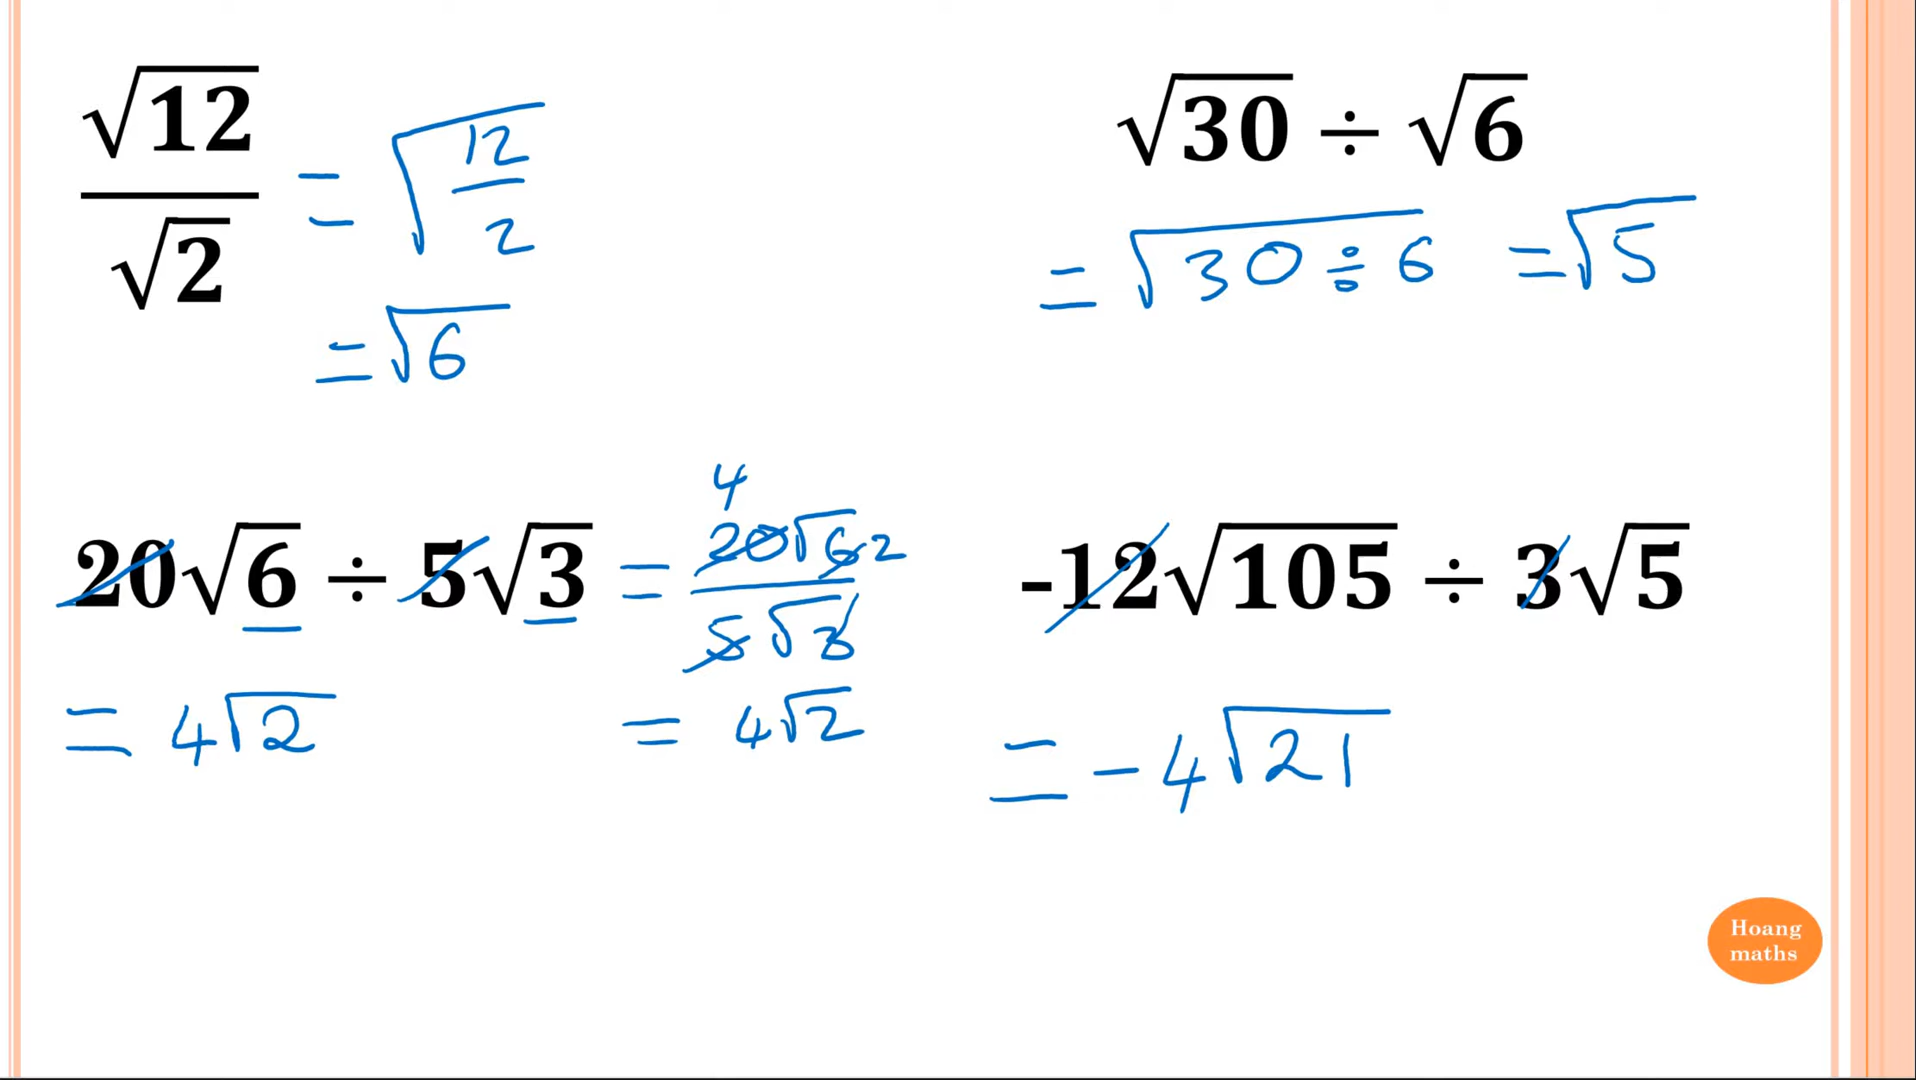 √12 / √2 = √(12/2)
= √6
√30 ÷ √6
= √30 ÷ 6 = √5
20√6 ÷ 5√3 = 20√6 / 5√3
4
2
= 4√2
= 4√2
-12√105 ÷ 3√5
= -4√21
Hoang
maths